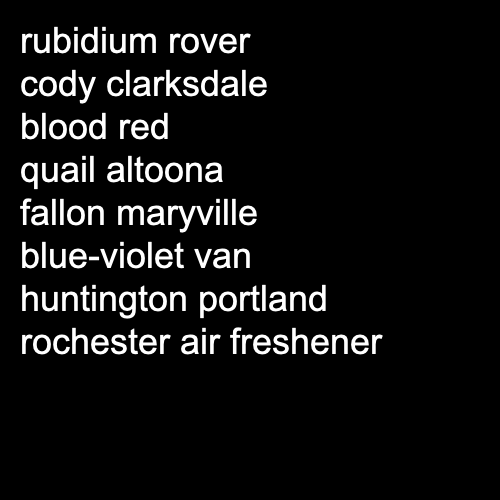 rubidium rover
cody clarksdale
blood red
quail altoona
fallon maryville
blue-violet van
huntington portland
rochester air freshener